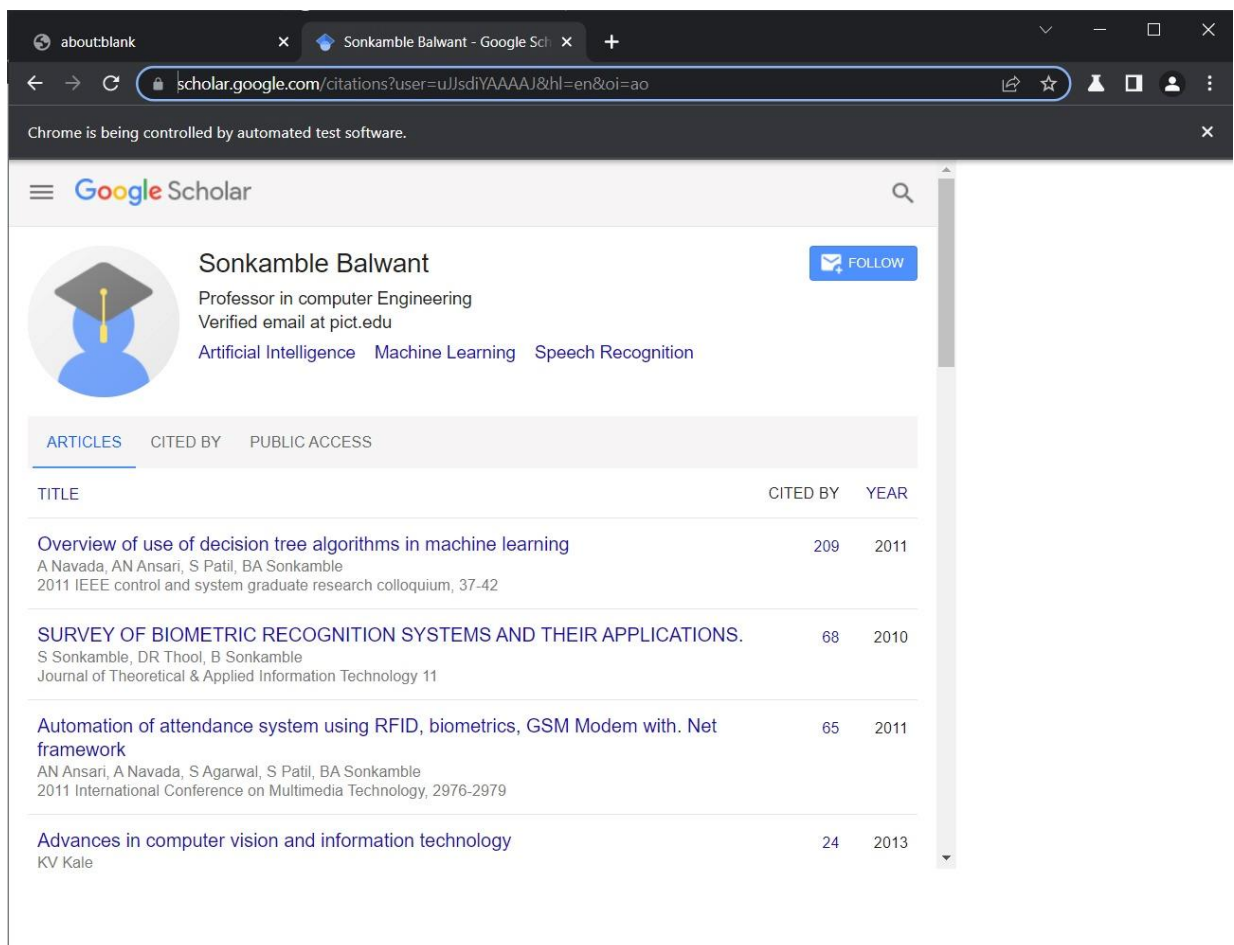 about:blank
Sonkamble Balwant - Google Sch
scholar.google.com/citations?user=uJJsdiYAAAAJ&hl=en&oi=ao
Chrome is being controlled by automated test software.
Google Scholar
Sonkamble Balwant
FOLLOW
Professor in computer Engineering
Verified email at pict.edu
Artificial Intelligence Machine Learning Speech Recognition
ARTICLES CITED BY PUBLIC ACCESS
TITLE CITED BY YEAR
Overview of use of decision tree algorithms in machine learning 209 2011
A Navada, AN Ansari, S Patil, BA Sonkamble
2011 IEEE control and system graduate research colloquium, 37-42
SURVEY OF BIOMETRIC RECOGNITION SYSTEMS AND THEIR APPLICATIONS. 68 2010
S Sonkamble, DR Thool, B Sonkamble
Journal of Theoretical & Applied Information Technology 11
Automation of attendance system using RFID, biometrics, GSM Modem with. Net 65 2011
framework
AN Ansari, A Navada, S Agarwal, S Patil, BA Sonkamble
2011 International Conference on Multimedia Technology, 2976-2979
Advances in computer vision and information technology 24 2013
KV Kale